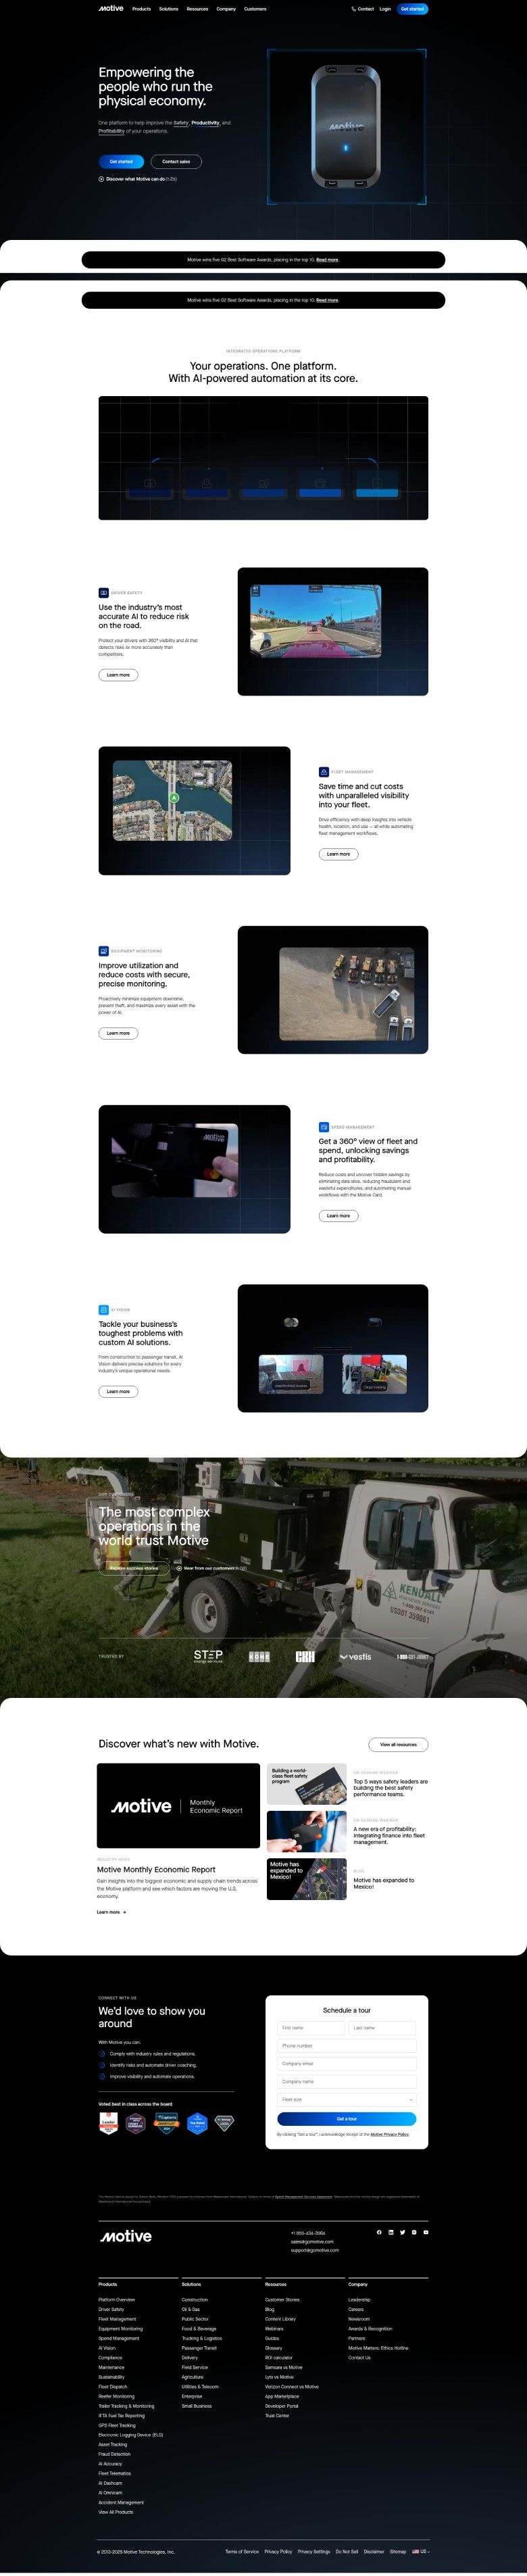 motive Products Solutions Resources Company Customers Contact Login Get started
Empowering the
people who run the
physical economy.
One platform to help improve the Safety, Productivity, and
Profitability of your operations.
Get started Contact sales
Discover what Motive can do (1:25)
motive
Motive wins five G2 Best Software Awards, placing in the top 10. Read more.
Motive wins five G2 Best Software Awards, placing in the top 10. Read more.
INTEGRATED OPERATIONS PLATFORM
Your operations. One platform.
With AI-powered automation at its core.
DRIVER SAFETY
Use the industry's most
accurate AI to reduce risk
on the road.
Protect your drivers with 360° visibility and AI that
detects risks 4x more accurately than
competitors.
Learn more
FLEET MANAGEMENT
Save time and cut costs
with unparalleled visibility
into your fleet.
Drive efficiency with deep insights into vehicle
health, location, and use — all while automating
fleet management workflows.
Learn more
EQUIPMENT MONITORING
Improve utilization and
reduce costs with secure,
precise monitoring.
Proactively minimize equipment downtime,
prevent theft, and maximize every asset with the
power of AI.
Learn more
motive
SPEND MANAGEMENT
Get a 360° view of fleet and
spend, unlocking savings
and profitability.
Reduce costs and uncover hidden savings by
eliminating data silos, reducing fraudulent and
wasteful expenditures, and automating manual
workflows with the Motive Card.
Learn more
AI VISION
Tackle your business's
toughest problems with
custom AI solutions.
From construction to passenger transit, AI
Vision delivers precise solutions for every
industry's unique operational needs.
Learn more
OUR CUSTOMERS
The most complex
operations in the
world trust Motive
Explore success stories Hear from our customers
KENDALL
1-800-367-6161
USDOT 359061
TRUSTED BY STEP ENERGY SERVICES KONE CRH vestis 1-800-GOT-JUNK?
Discover what's new with Motive. View all resources
motive Monthly
Economic Report
INDUSTRY NEWS
Motive Monthly Economic Report
Gain insights into the biggest economic and supply chain trends across
the Motive platform and see which factors are moving the U.S.
economy.
Learn more
Building a world-
class fleet safety
program
ON-DEMAND WEBINAR
Top 5 ways safety leaders are
building the best safety
performance teams.
ON-DEMAND WEBINAR
A new era of profitability:
Integrating finance into fleet
management.
Motive has
expanded to
Mexico!
BLOG
Motive has expanded to
Mexico!
CONNECT WITH US
We'd love to show you
around
With Motive you can:
Comply with industry rules and regulations.
Identify risks and automate driver coaching.
Improve visibility and automate operations.
Voted best in class across the board
Leader
Capterra
Schedule a tour
First name Last name
Phone number
Company email
Company name
Fleet size
Get a tour
By clicking "Get a tour", I acknowledge receipt of the Motive Privacy Policy.
motive
+1 855-434-3564
sales@gomotive.com
support@gomotive.com
Products
Platform Overview
Driver Safety
Fleet Management
Equipment Monitoring
Spend Management
AI Vision
Compliance
Maintenance
Sustainability
Fleet Dispatch
Reefer Monitoring
Trailer Tracking & Monitoring
IFTA Fuel Tax Reporting
GPS Fleet Tracking
Electronic Logging Device (ELD)
Asset Tracking
Fraud Detection
AI Accuracy
Fleet Telematics
AI Dashcam
AI Omnicam
Accident Management
View All Products
Solutions
Construction
Oil & Gas
Public Sector
Food & Beverage
Trucking & Logistics
Passenger Transit
Delivery
Field Service
Agriculture
Utilities & Telecom
Enterprise
Small Business
Resources
Customer Stories
Blog
Content Library
Webinars
Guides
Glossary
ROI calculator
Samsara vs Motive
Lytx vs Motive
Verizon Connect vs Motive
App Marketplace
Developer Portal
Trust Center
Company
Leadership
Careers
Newsroom
Awards & Recognition
Partners
Motive Matters: Ethics Hotline
Contact Us
© 2013-2025 Motive Technologies, Inc. Terms of Service Privacy Policy Privacy Settings Do Not Sell Disclaimer Sitemap US